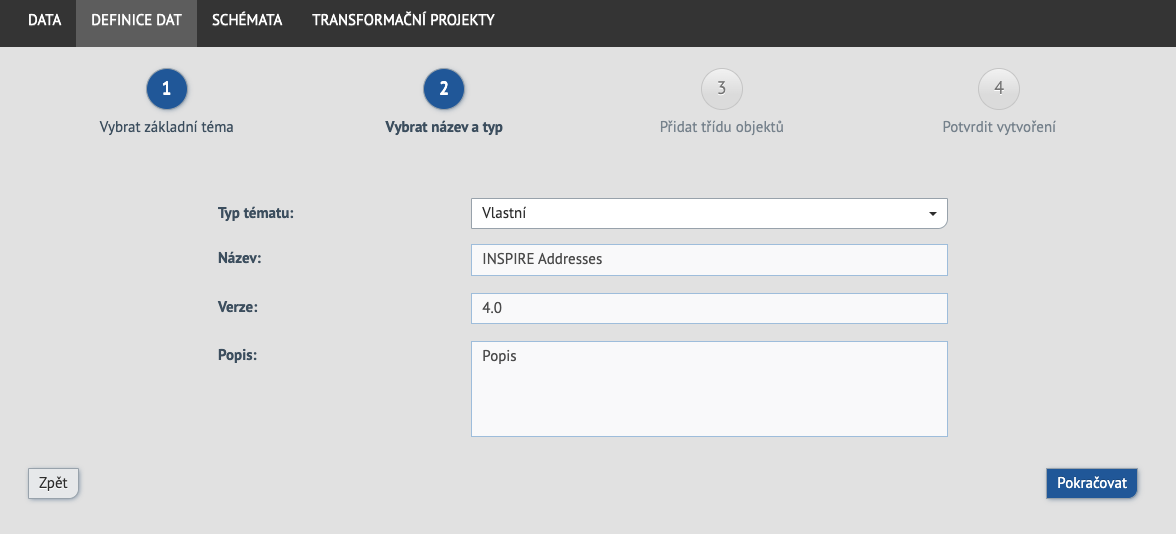 DATA DEFINICE DAT SCHÉMATA TRANSFORMAČNÍ PROJEKTY
1 2 3 4
Vybrat základní téma Vybrat název a typ Přidat třídu objektů Potvrdit vytvoření
Typ tématu: Vlastní
Název: INSPIRE Addresses
Verze: 4.0
Popis: Popis
Zpět Pokračovat